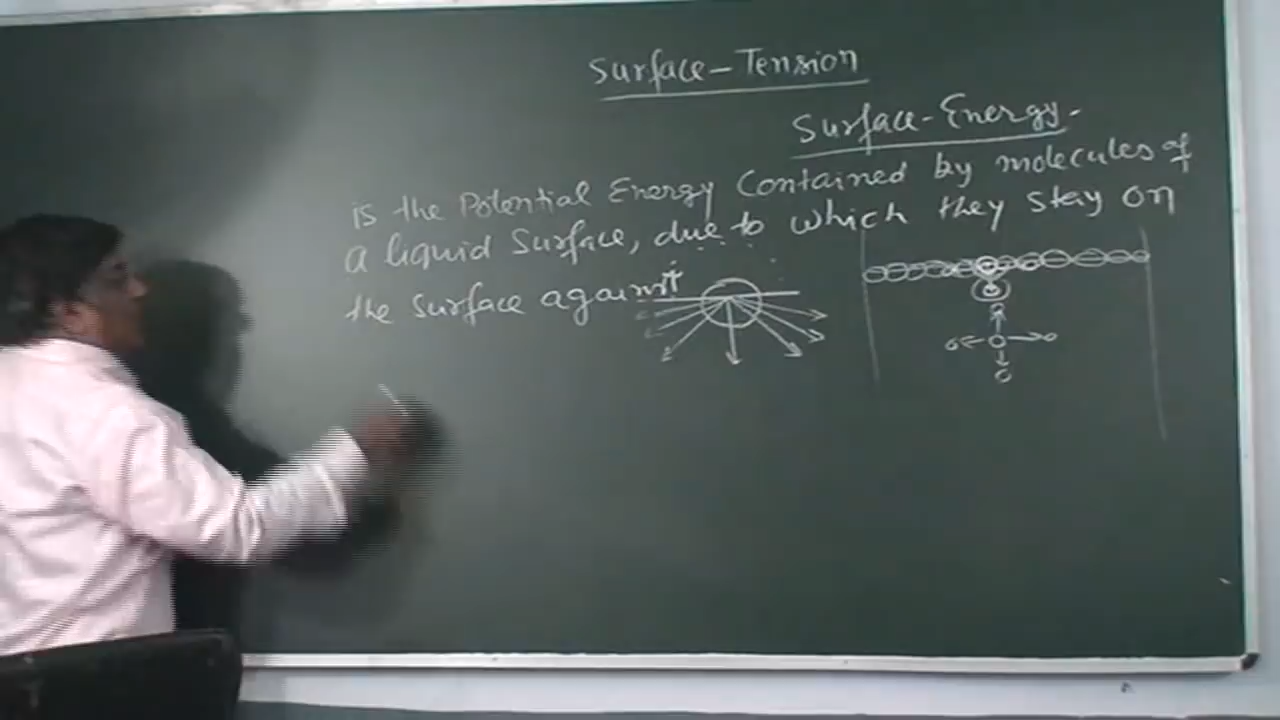 Surface-Tension
Surface-Energy-
is the Potential Energy Contained by molecules of
a liquid Surface, due to which they stay on
the surface against